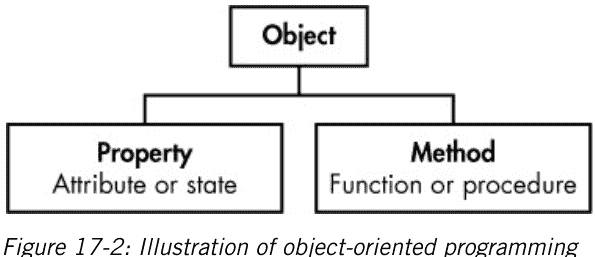 Object
Property
Attribute or state
Method
Function or procedure
Figure 17-2: Illustration of object-oriented programming